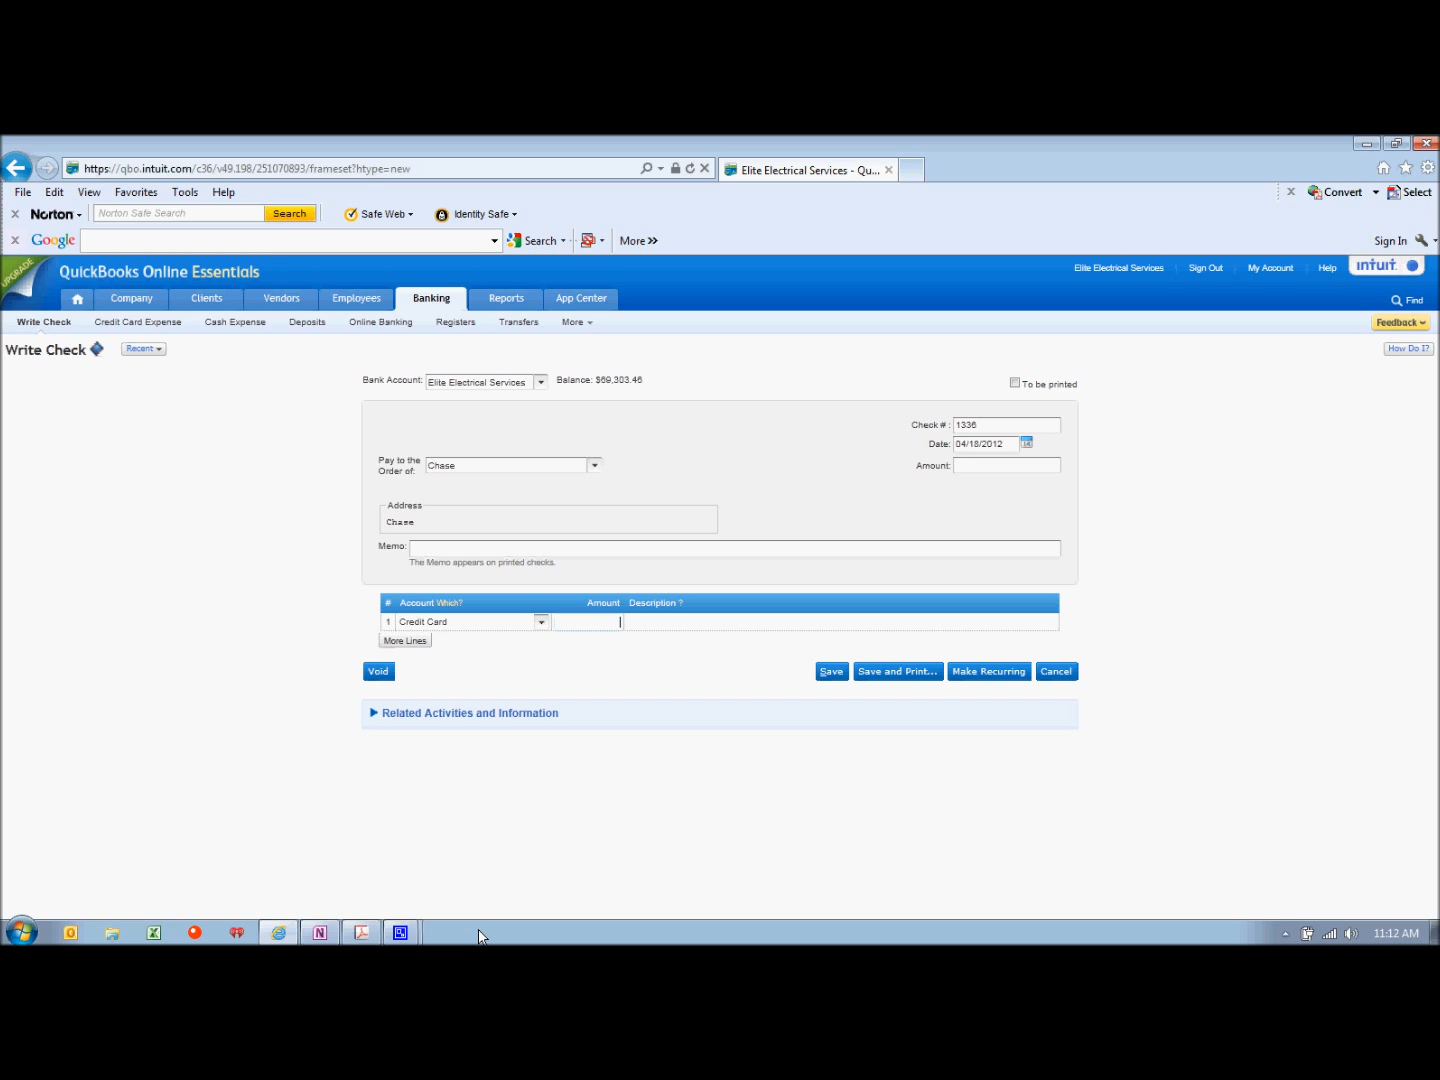 https://qbo.intuit.com/c36/v49.198/251070893/frameset?htype=new
Elite Electrical Services - Qu...
File Edit View Favorites Tools Help
Convert Select
Norton Norton Safe Search Search Safe Web Identity Safe
Google Search More >> Sign In
UPGRADE
QuickBooks Online Essentials
Elite Electrical Services Sign Out My Account Help intuit.
Company Clients Vendors Employees Banking Reports App Center
Find
Write Check Credit Card Expense Cash Expense Deposits Online Banking Registers Transfers More
Feedback
Write Check Recent
How Do I?
Bank Account: Elite Electrical Services Balance: $69,303.46
To be printed
Check # : 1336
Date: 04/18/2012
Pay to the Order of: Chase
Amount:
Address
Chase
Memo:
The Memo appears on printed checks.
# Account Which? Amount Description ?
1 Credit Card
More Lines
Void Save Save and Print... Make Recurring Cancel
Related Activities and Information
11:12 AM